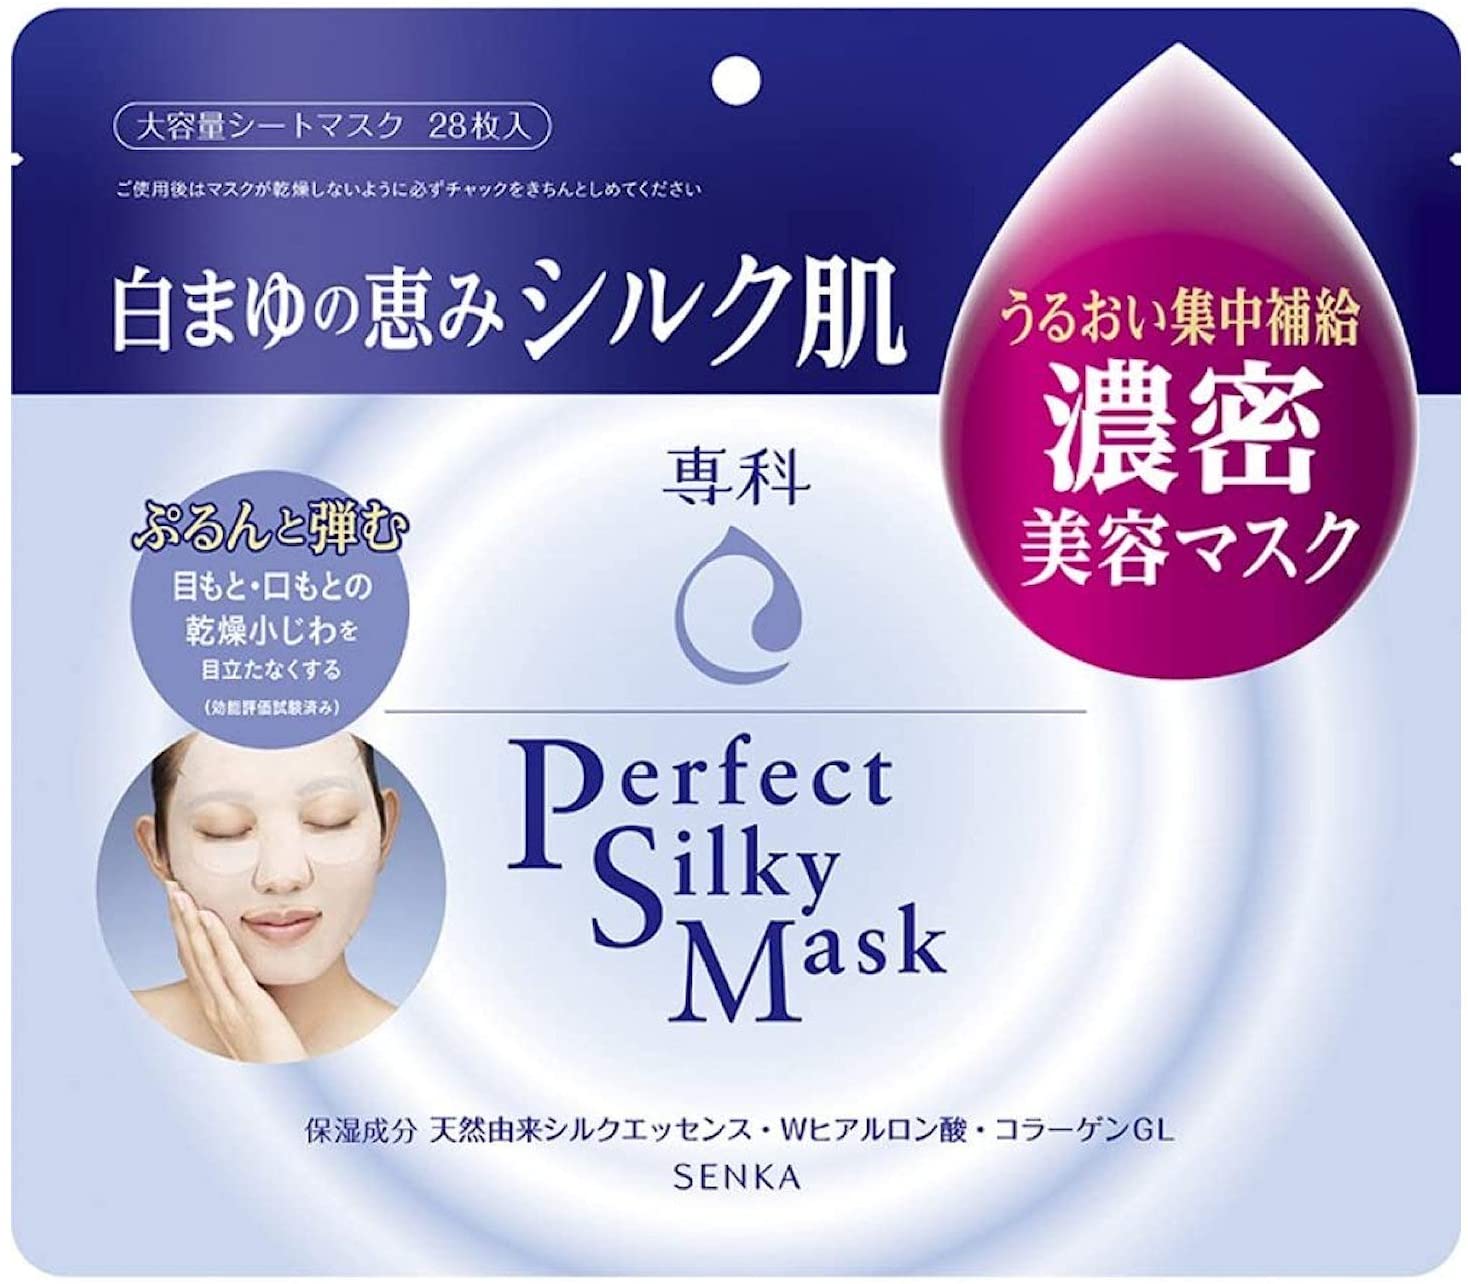 大容量シートマスク 28枚入
ご使用後はマスクが乾燥しないように必ずチャックをきちんとしめてください
白まゆの恵みシルク肌
うるおい集中補給
濃密
美容マスク
専科
ぷるんと弾む
目もと・口もとの
乾燥小じわを
目立たなくする
(効能評価試験済み)
Perfect
Silky
Mask
保湿成分 天然由来シルクエッセンス・Wヒアルロン酸・コラーゲンGL
SENKA